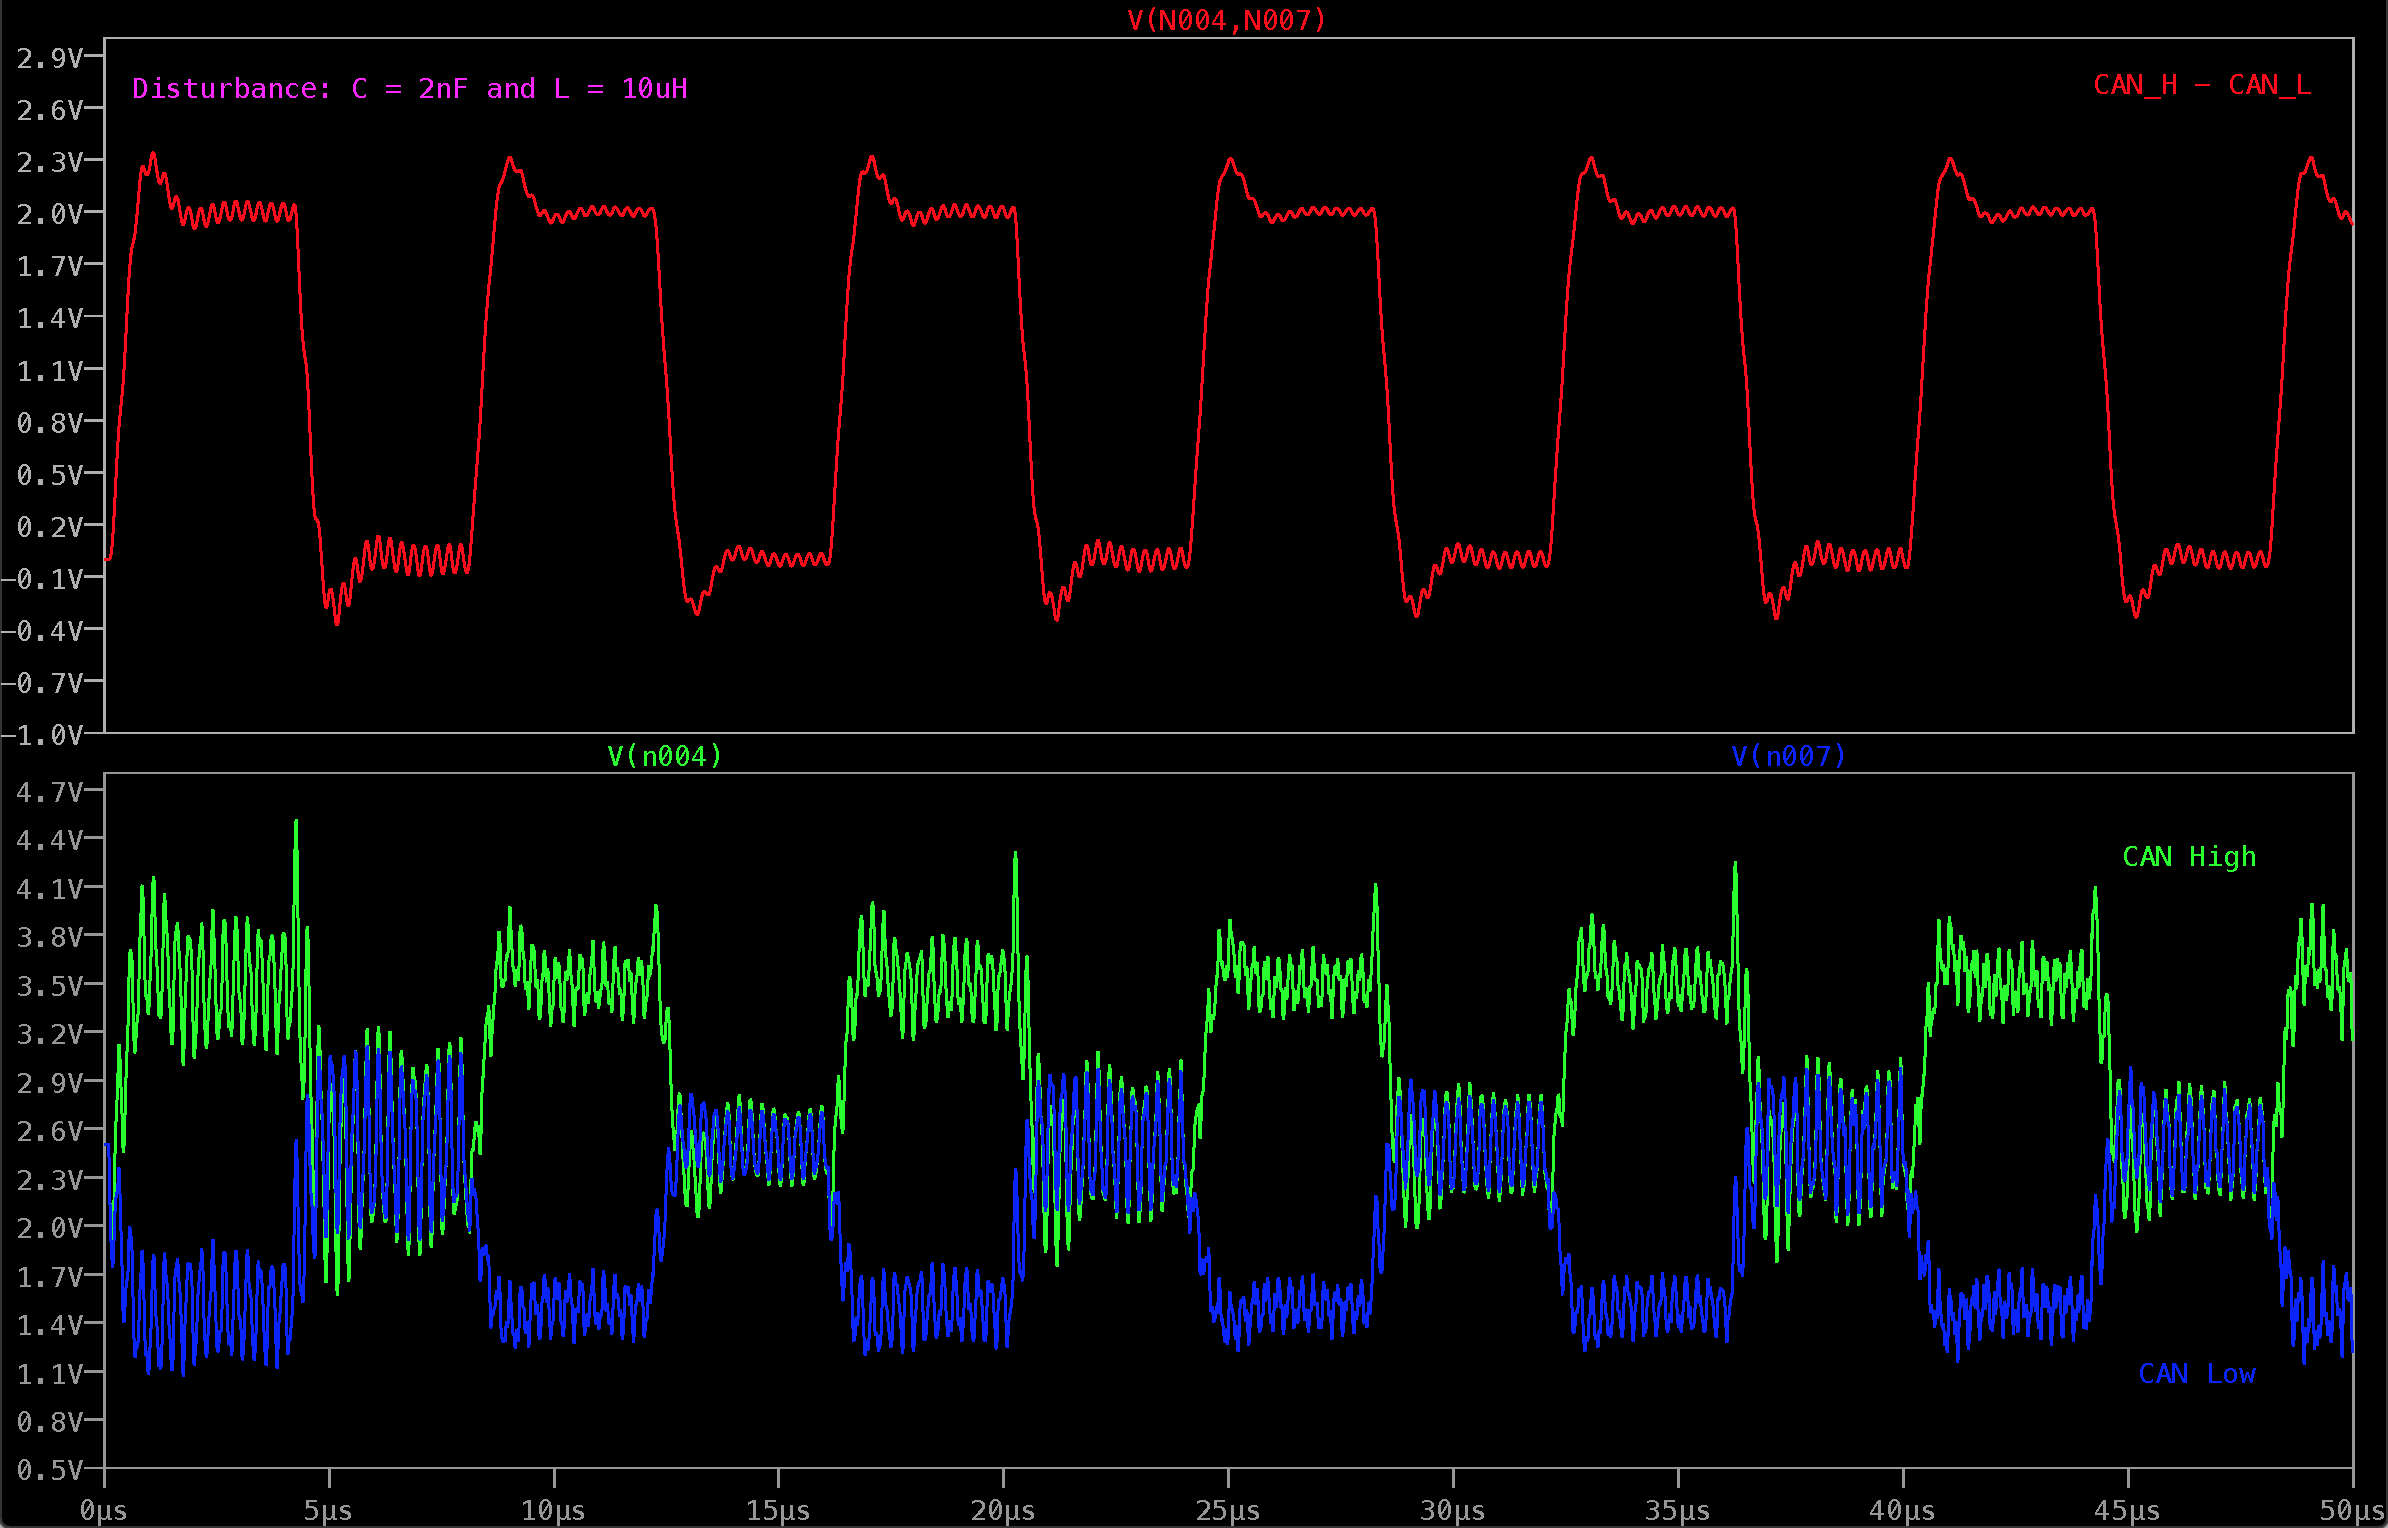 V(N004,N007)
2.9V
Disturbance: C = 2nF and L = 10uH
CAN_H − CAN_L
2.6V
2.3V
2.0V
1.7V
1.4V
1.1V
0.8V
0.5V
0.2V
−0.1V
−0.4V
−0.7V
−1.0V
V(n004)
V(n007)
4.7V
4.4V
CAN High
4.1V
3.8V
3.5V
3.2V
2.9V
2.6V
2.3V
2.0V
1.7V
1.4V
1.1V
CAN Low
0.8V
0.5V
0µs 5µs 10µs 15µs 20µs 25µs 30µs 35µs 40µs 45µs 50µs